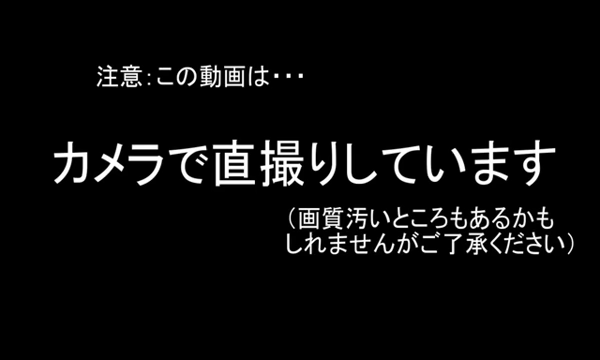 注意：この動画は・・・
カメラで直撮りしています
（画質汚いところもあるかも
しれませんがご了承ください）